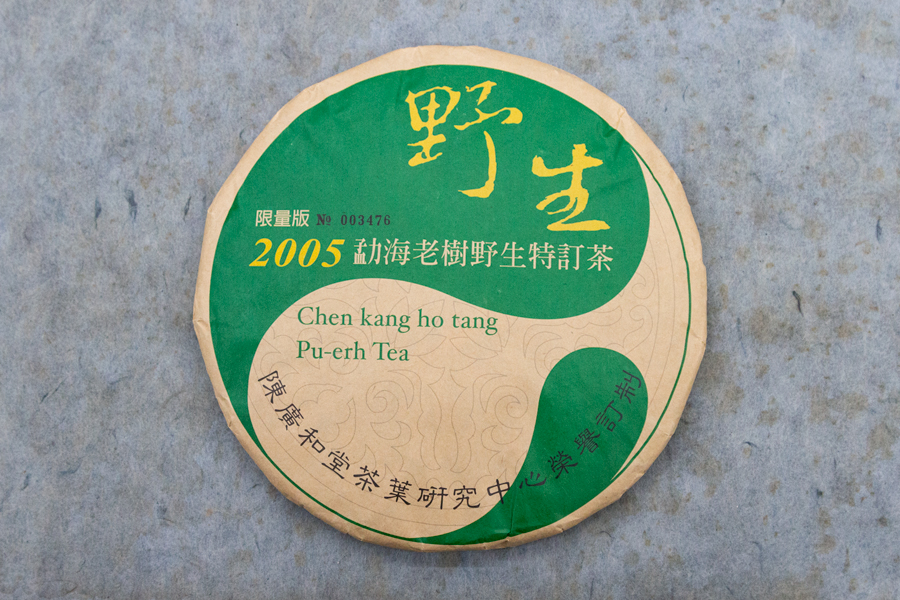 野生
限量版 № 003476
2005 勐海老樹野生特訂茶
Chen kang ho tang
Pu-erh Tea
陳廣和堂茶葉研究中心榮譽訂制